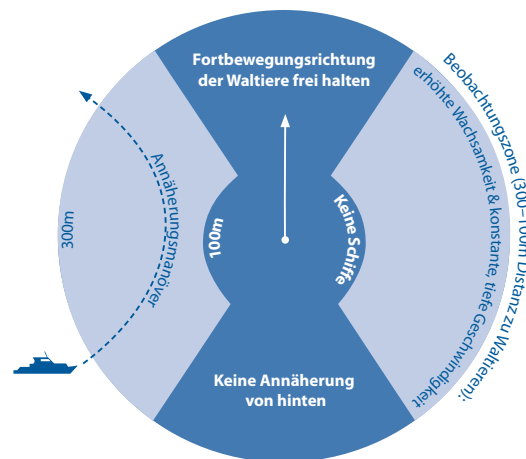 Fortbewegungsrichtung
der Waltiere frei halten
Beobachtungszone (300–100m Distanz zu Waltieren):
erhöhte Wachsamkeit & konstante, tiefe Geschwindigkeit
Annäherungsmanöver
300m
100m
Keine Schiffe
Keine Annäherung
von hinten